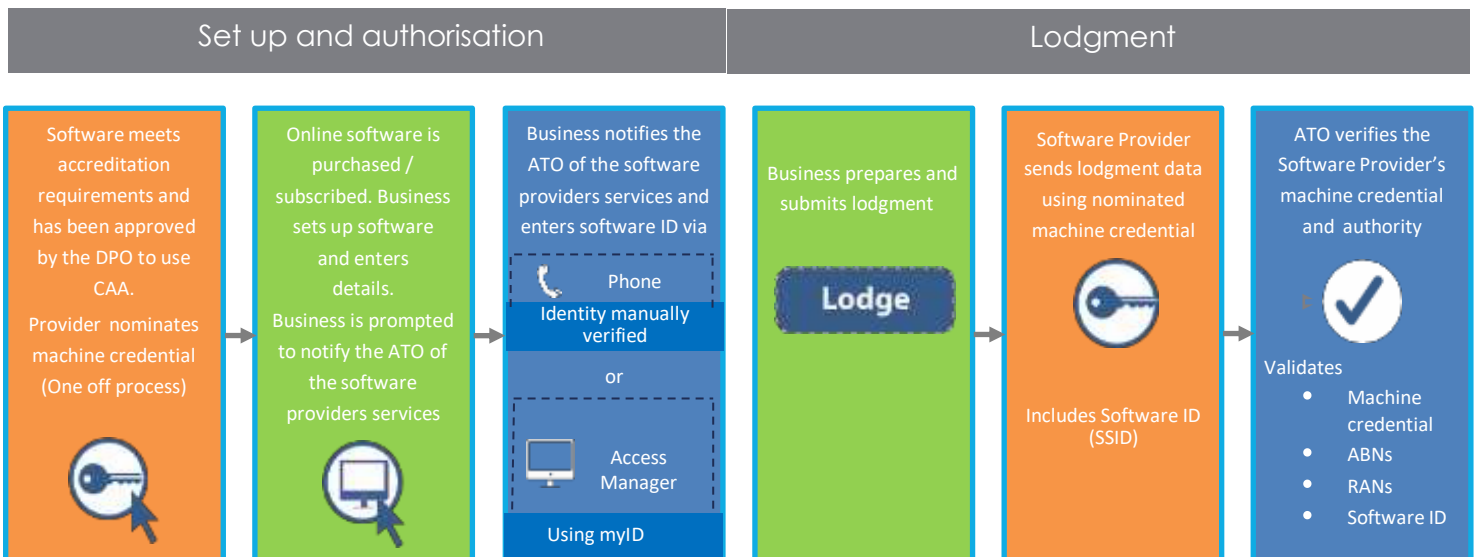 Set up and authorisation
Lodgment
Software meets
accreditation
requirements and
has been approved
by the DPO to use
CAA.
Provider nominates
machine credential
(One off process)
Online software is
purchased /
subscribed. Business
sets up software
and enters
details.
Business is prompted
to notify the ATO of
the software
providers services
Business notifies the
ATO of the software
providers services and
enters software ID via
Phone
Identity manually
verified
or
Access
Manager
Using myID
Business prepares and
submits lodgment
Lodge
Software Provider
sends lodgment data
using nominated
machine credential
Includes Software ID
(SSID)
ATO verifies the
Software Provider's
machine credential
and authority
Validates
• Machine
credential
• ABNs
• RANs
• Software ID